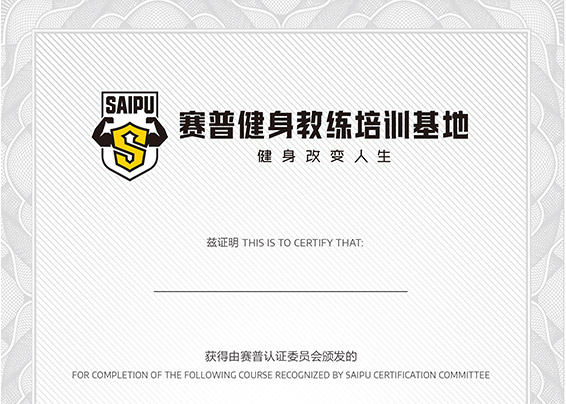 SAIPU
S
赛普健身教练培训基地
健身改变人生
兹证明 THIS IS TO CERTIFY THAT:
获得由赛普认证委员会颁发的
FOR COMPLETION OF THE FOLLOWING COURSE RECOGNIZED BY SAIPU CERTIFICATION COMMITTEE